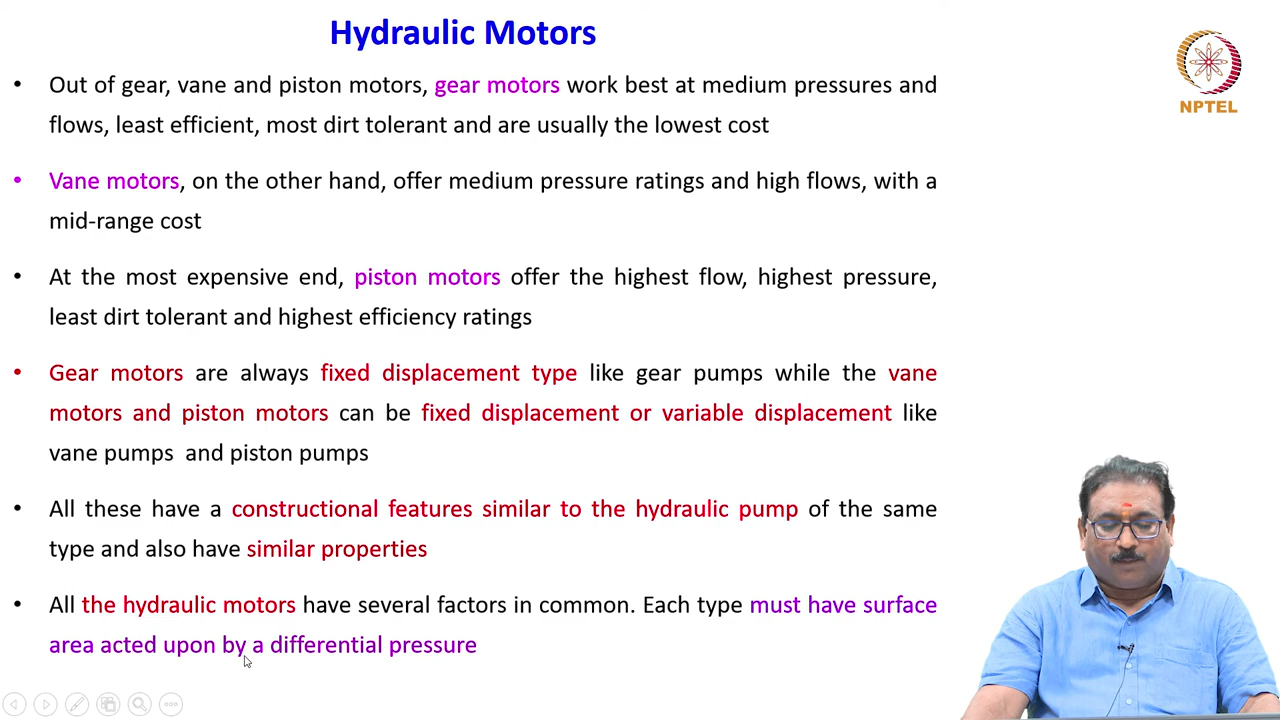 Hydraulic Motors
• Out of gear, vane and piston motors, gear motors work best at medium pressures and
flows, least efficient, most dirt tolerant and are usually the lowest cost
• Vane motors, on the other hand, offer medium pressure ratings and high flows, with a
mid-range cost
• At the most expensive end, piston motors offer the highest flow, highest pressure,
least dirt tolerant and highest efficiency ratings
• Gear motors are always fixed displacement type like gear pumps while the vane
motors and piston motors can be fixed displacement or variable displacement like
vane pumps and piston pumps
• All these have a constructional features similar to the hydraulic pump of the same
type and also have similar properties
• All the hydraulic motors have several factors in common. Each type must have surface
area acted upon by a differential pressure
NPTEL